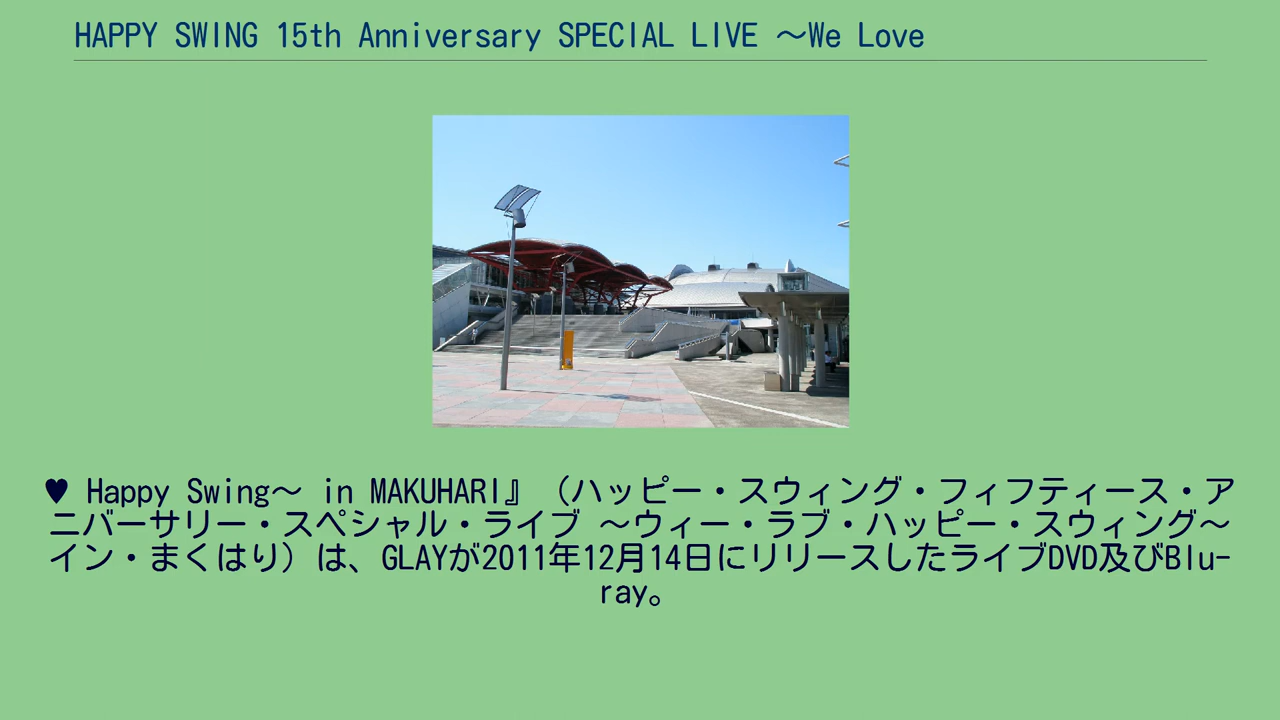 HAPPY SWING 15th Anniversary SPECIAL LIVE 〜We Love
♥ Happy Swing〜 in MAKUHARI』（ハッピー・スウィング・フィフティース・ア
ニバーサリー・スペシャル・ライブ 〜ウィー・ラブ・ハッピー・スウィング〜
イン・まくはり）は、GLAYが2011年12月14日にリリースしたライブDVD及びBlu-
ray。